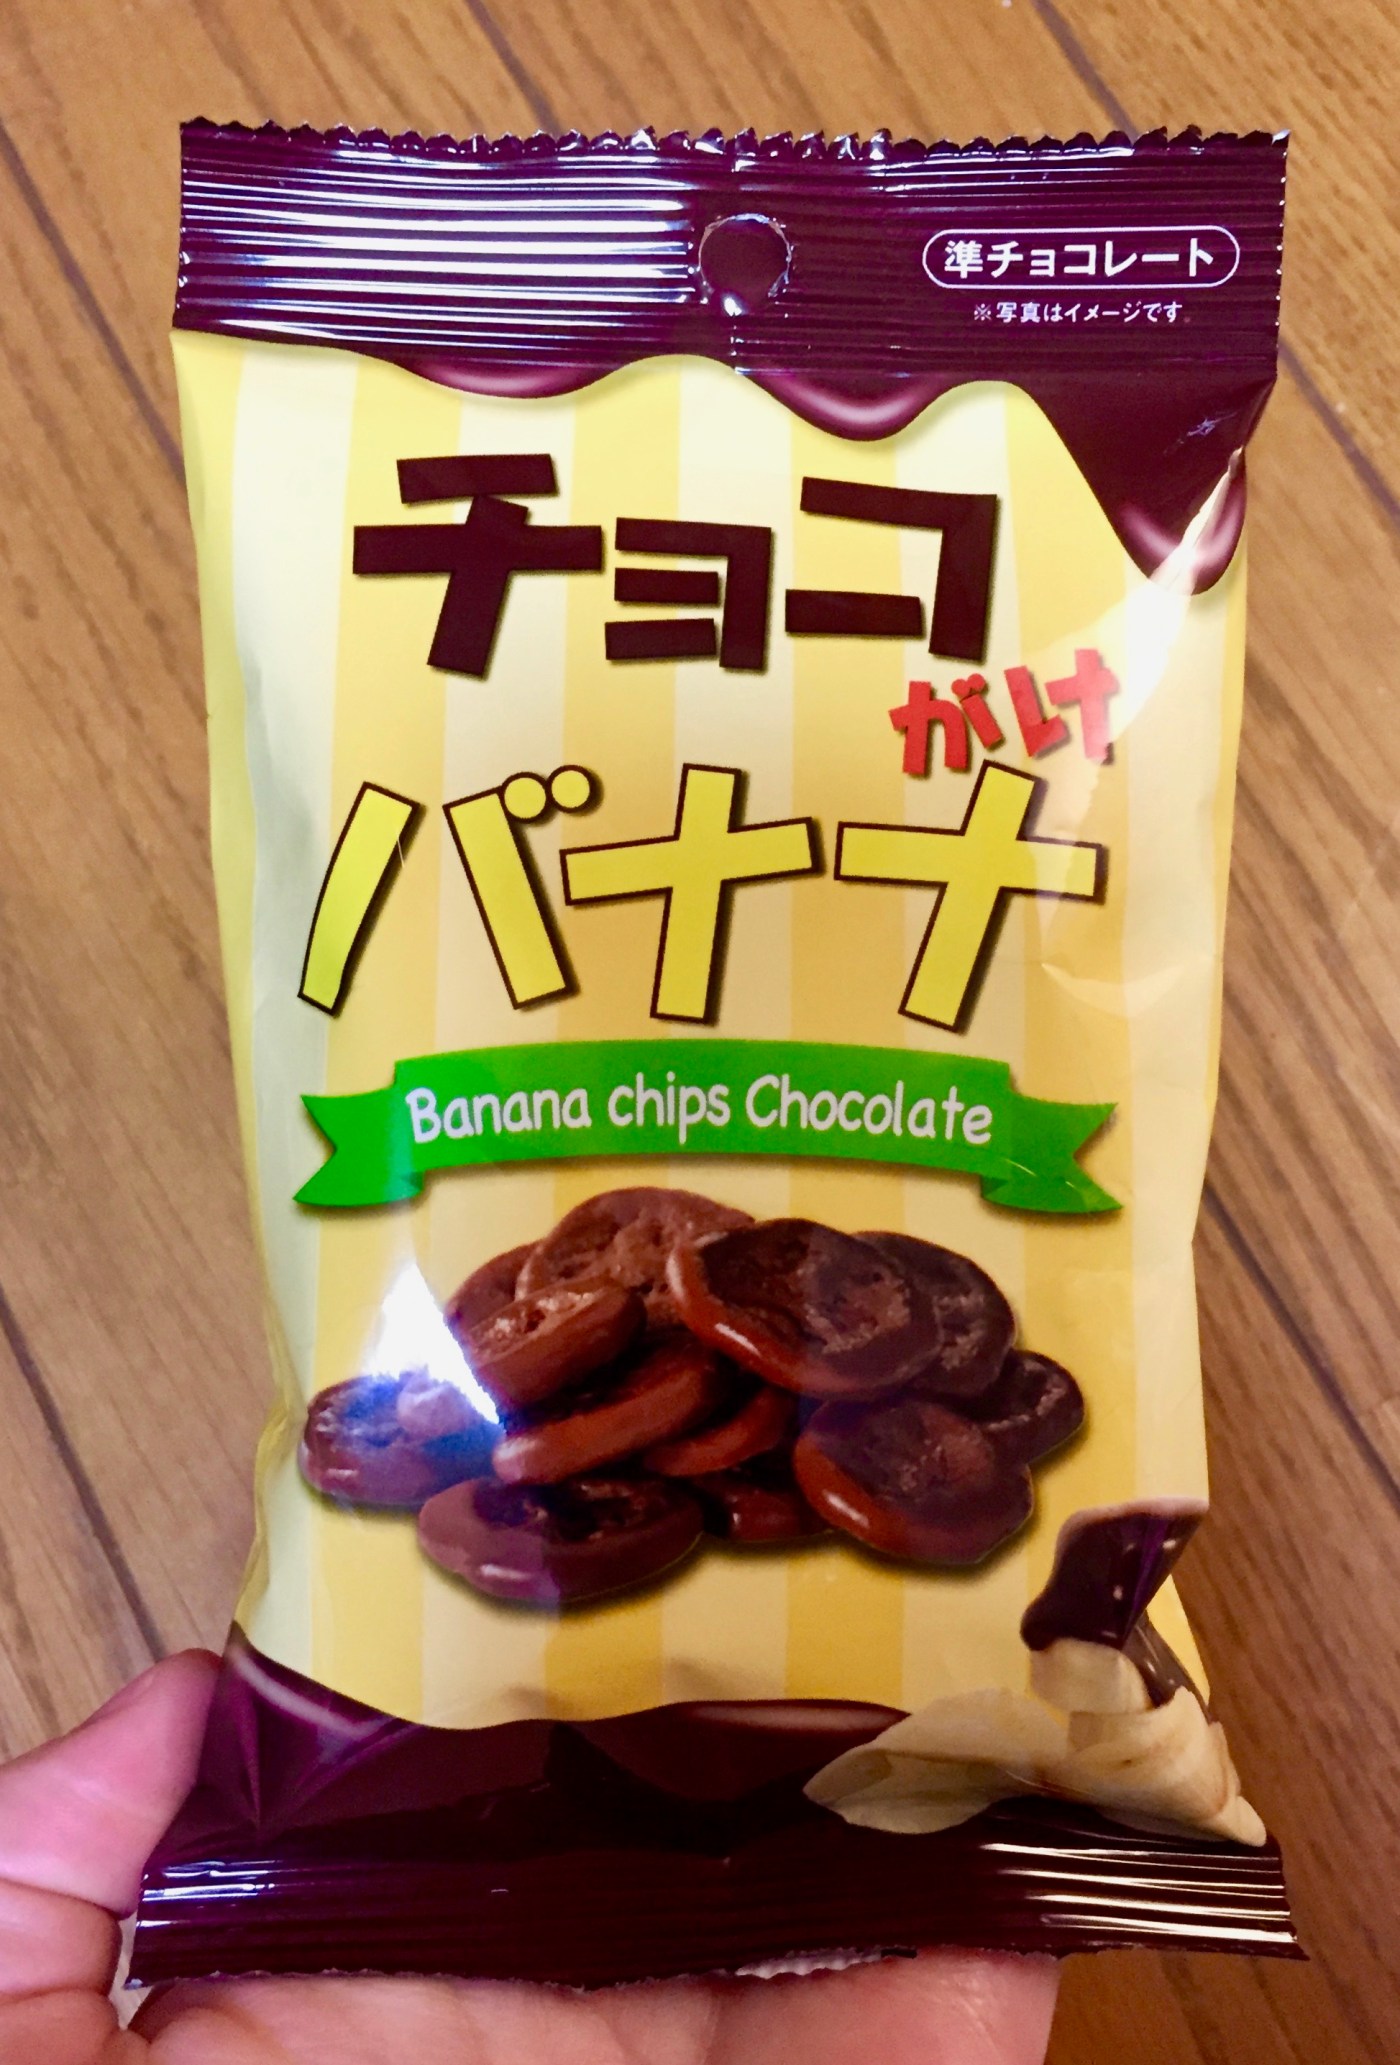 準チョコレート
※写真はイメージです。
チョコ
がけ
バナナ
Banana chips Chocolate